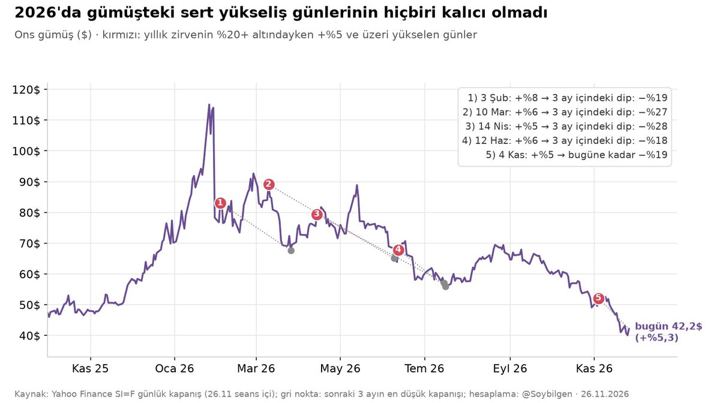 2026'da gümüşteki sert yükseliş günlerinin hiçbiri kalıcı olmadı
Ons gümüş ($) · kırmızı: yıllık zirvenin %20+ altındayken +%5 ve üzeri yükselen günler
1) 3 Şub: +%8 → 3 ay içindeki dip: −%19
2) 10 Mar: +%6 → 3 ay içindeki dip: −%27
3) 14 Nis: +%5 → 3 ay içindeki dip: −%28
4) 12 Haz: +%6 → 3 ay içindeki dip: −%18
5) 4 Kas: +%5 → bugüne kadar −%19
120$
110$
100$
90$
80$
70$
60$
50$
40$
1
2
3
4
5
bugün 42,2$
(+%5,3)
Kas 25
Oca 26
Mar 26
May 26
Tem 26
Eyl 26
Kas 26
Kaynak: Yahoo Finance SI=F günlük kapanış (26.11 seans içi); gri nokta: sonraki 3 ayın en düşük kapanışı; hesaplama: @Soybilgen · 26.11.2026